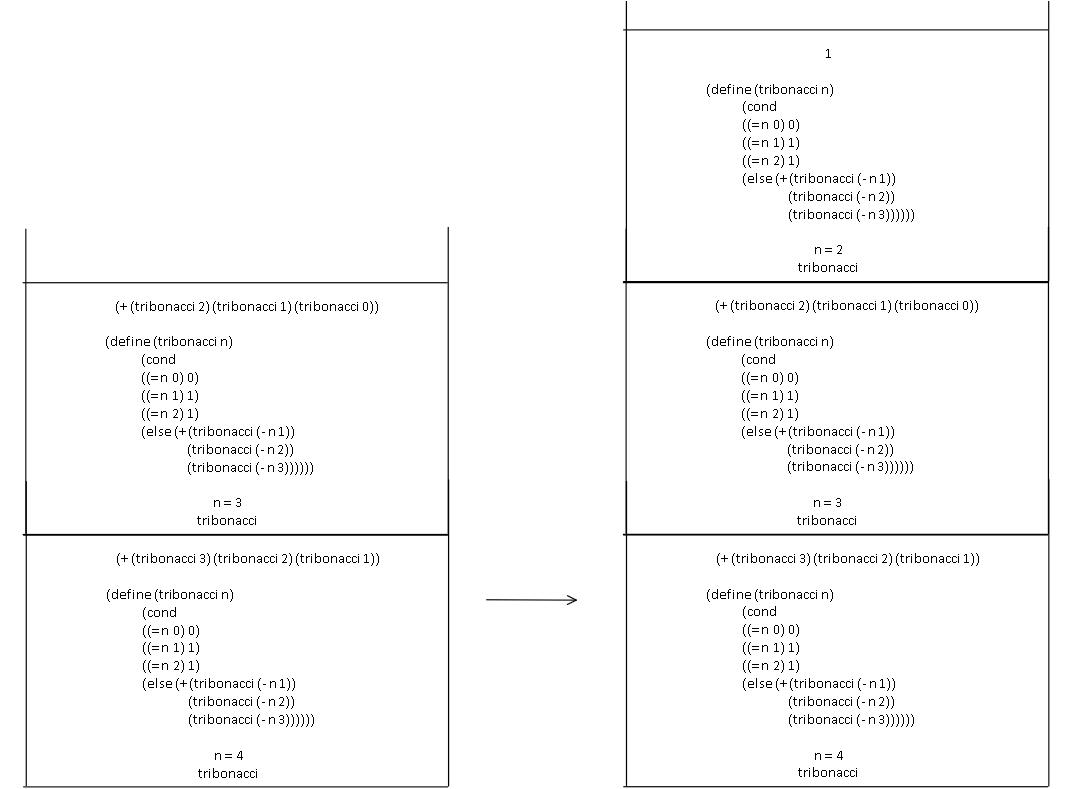 (+ (tribonacci 2) (tribonacci 1) (tribonacci 0))
(define (tribonacci n)
(cond
((= n 0) 0)
((= n 1) 1)
((= n 2) 1)
(else (+ (tribonacci (- n 1))
(tribonacci (- n 2))
(tribonacci (- n 3))))))
n = 3
tribonacci
(+ (tribonacci 3) (tribonacci 2) (tribonacci 1))
(define (tribonacci n)
(cond
((= n 0) 0)
((= n 1) 1)
((= n 2) 1)
(else (+ (tribonacci (- n 1))
(tribonacci (- n 2))
(tribonacci (- n 3))))))
n = 4
tribonacci
1
(define (tribonacci n)
(cond
((= n 0) 0)
((= n 1) 1)
((= n 2) 1)
(else (+ (tribonacci (- n 1))
(tribonacci (- n 2))
(tribonacci (- n 3))))))
n = 2
tribonacci
(+ (tribonacci 2) (tribonacci 1) (tribonacci 0))
(define (tribonacci n)
(cond
((= n 0) 0)
((= n 1) 1)
((= n 2) 1)
(else (+ (tribonacci (- n 1))
(tribonacci (- n 2))
(tribonacci (- n 3))))))
n = 3
tribonacci
(+ (tribonacci 3) (tribonacci 2) (tribonacci 1))
(define (tribonacci n)
(cond
((= n 0) 0)
((= n 1) 1)
((= n 2) 1)
(else (+ (tribonacci (- n 1))
(tribonacci (- n 2))
(tribonacci (- n 3))))))
n = 4
tribonacci